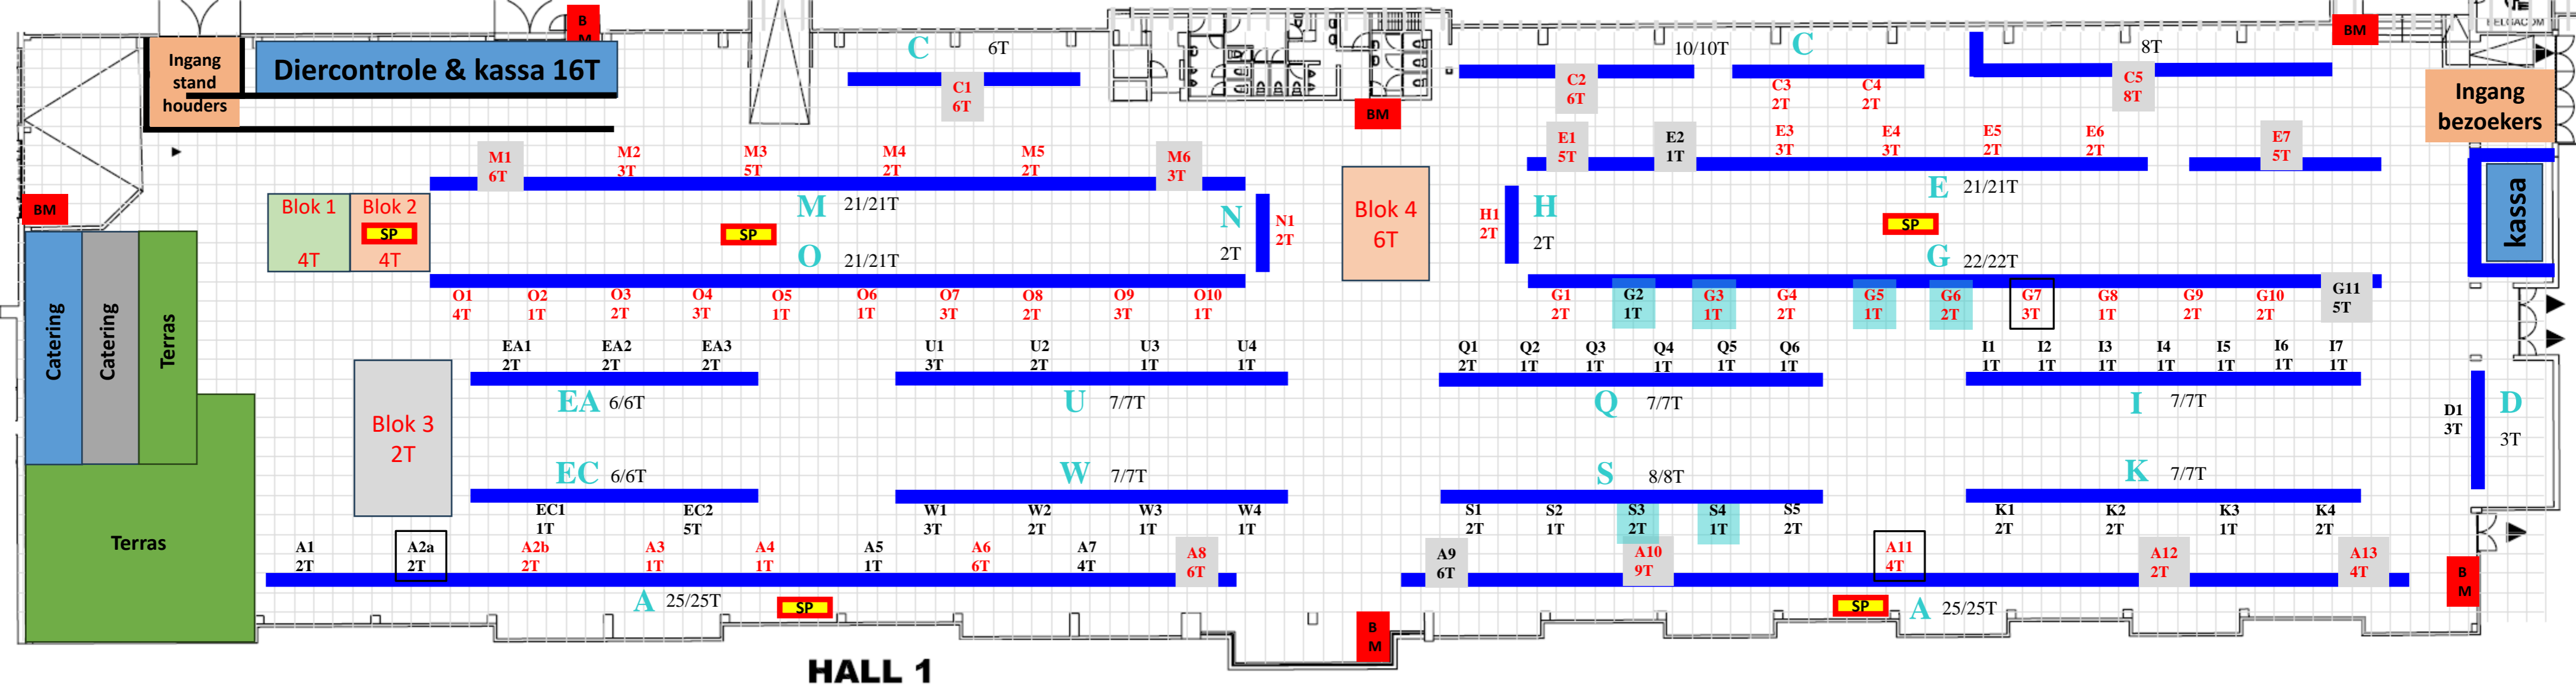 B
M
BELGACOM
Ingang
stand
houders
Diercontrole & kassa 16T
C 6T
C1
6T
10/10T C
8T
BM
C2
6T
C3
2T
C4
2T
C5
8T
Ingang
bezoekers
BM
M1
6T
M2
3T
M3
5T
M4
2T
M5
2T
M6
3T
E1
5T
E2
1T
E3
3T
E4
3T
E5
2T
E6
2T
E7
5T
BM
Blok 1
4T
Blok 2
SP
4T
M 21/21T
SP
O 21/21T
N
2T
N1
2T
Blok 4
6T
H1
2T
H
2T
E 21/21T
SP
G 22/22T
kassa
O1
4T
O2
1T
O3
2T
O4
3T
O5
1T
O6
1T
O7
3T
O8
2T
O9
3T
O10
1T
G1
2T
G2
1T
G3
1T
G4
2T
G5
1T
G6
2T
G7
3T
G8
1T
G9
2T
G10
2T
G11
5T
Catering
Catering
Terras
EA1
2T
EA2
2T
EA3
2T
U1
3T
U2
2T
U3
1T
U4
1T
Q1
2T
Q2
1T
Q3
1T
Q4
1T
Q5
1T
Q6
1T
I1
1T
I2
1T
I3
1T
I4
1T
I5
1T
I6
1T
I7
1T
Blok 3
2T
EA 6/6T
U 7/7T
Q 7/7T
I 7/7T
D1
3T
D
3T
EC 6/6T
W 7/7T
S 8/8T
K 7/7T
EC1
1T
EC2
5T
W1
3T
W2
2T
W3
1T
W4
1T
S1
2T
S2
1T
S3
2T
S4
1T
S5
2T
K1
2T
K2
2T
K3
1T
K4
2T
Terras
A1
2T
A2a
2T
A2b
2T
A3
1T
A4
1T
A5
1T
A6
6T
A7
4T
A8
6T
A9
6T
A10
9T
A11
4T
A12
2T
A13
4T
B
M
A 25/25T
SP
SP
A 25/25T
B
M
HALL 1